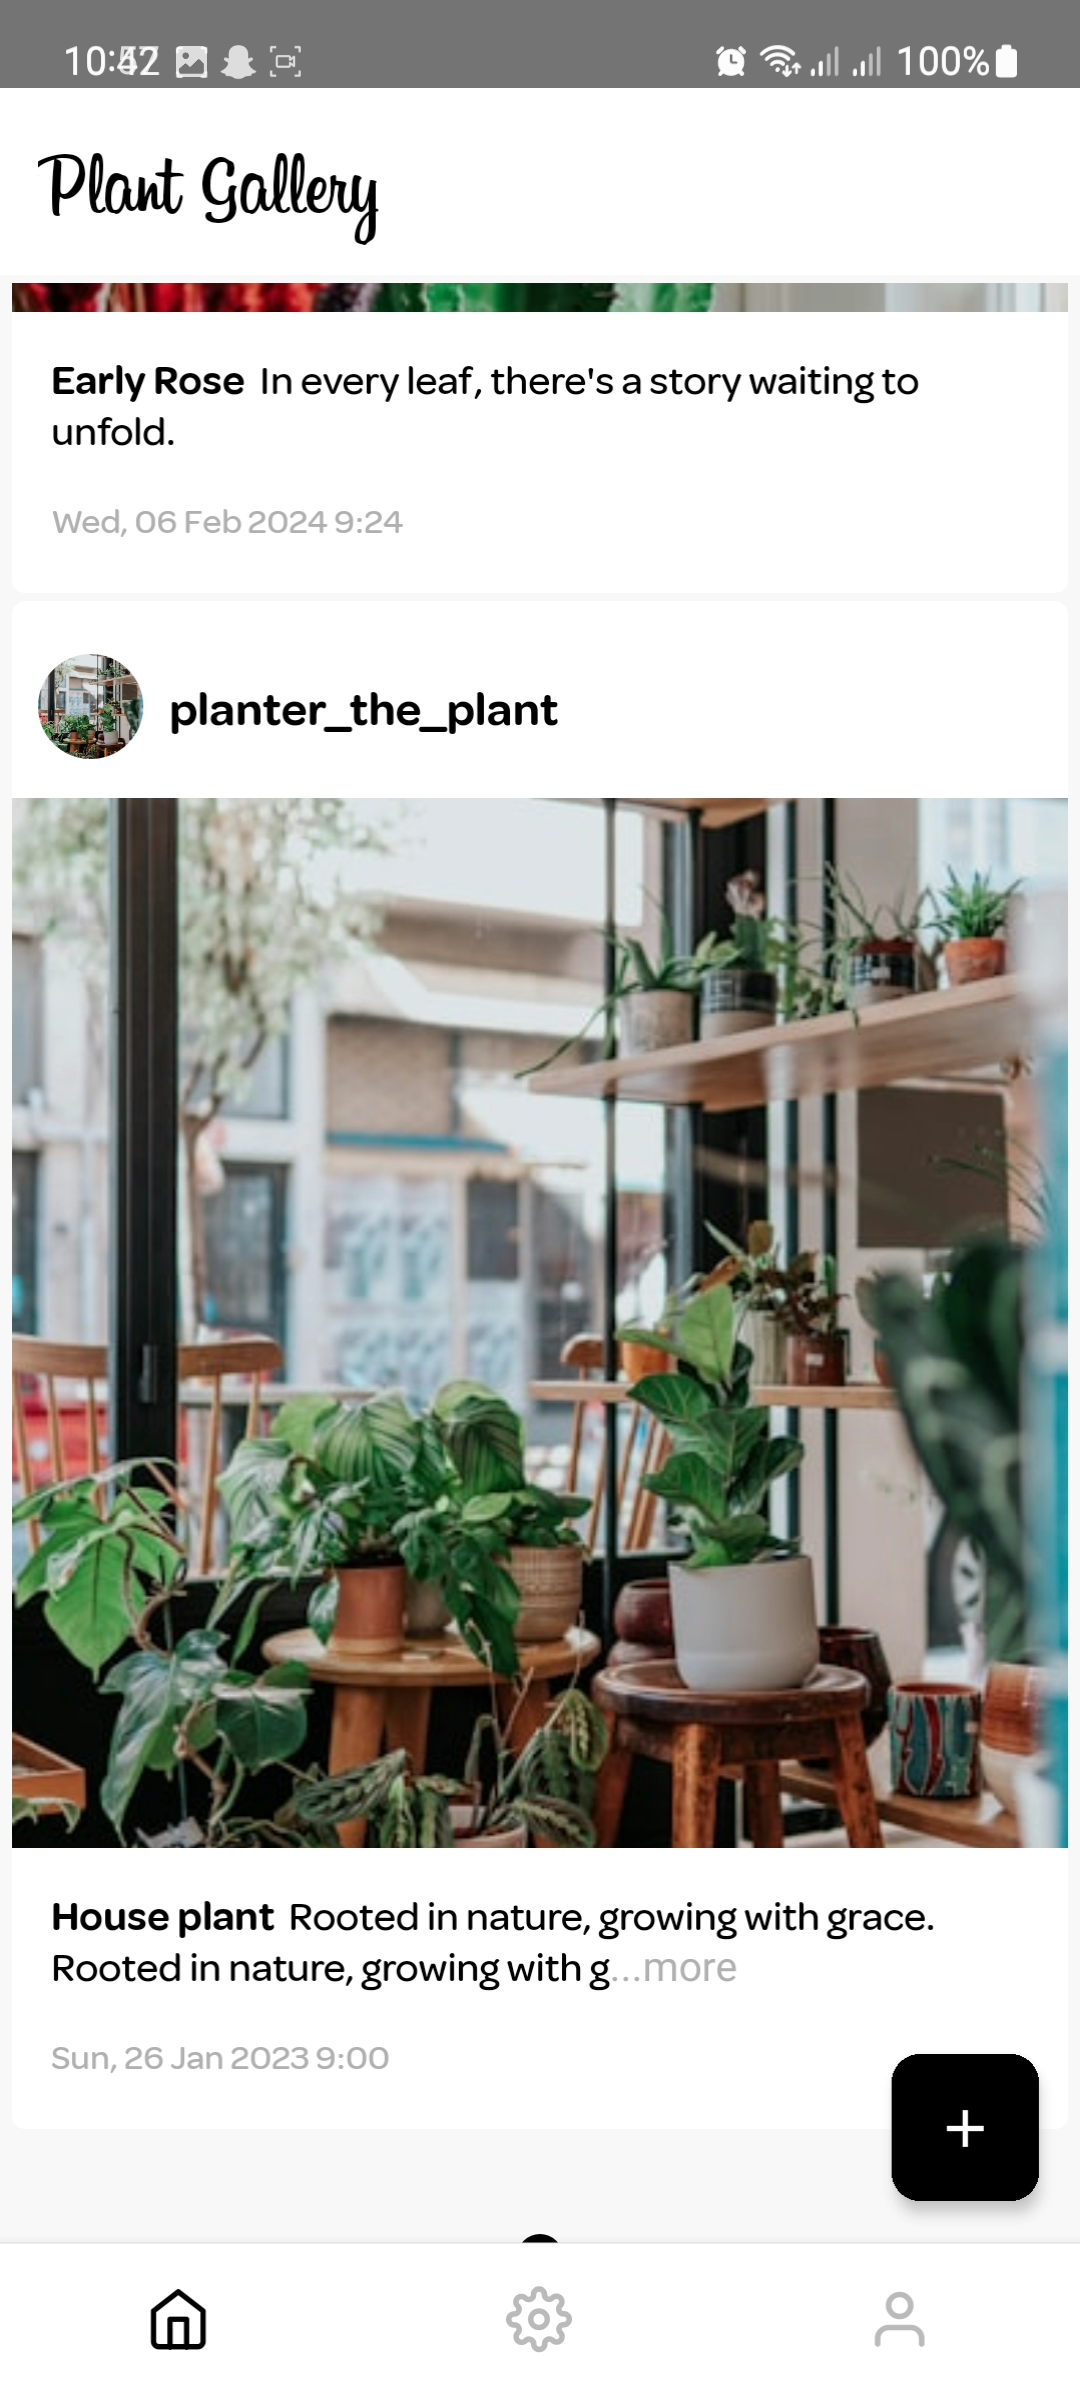 100%
Plant Gallery
Early Rose In every leaf, there's a story waiting to
unfold.
Wed, 06 Feb 2024 9:24
planter_the_plant
House plant Rooted in nature, growing with grace.
Rooted in nature, growing with g...more
Sun, 26 Jan 2023 9:00